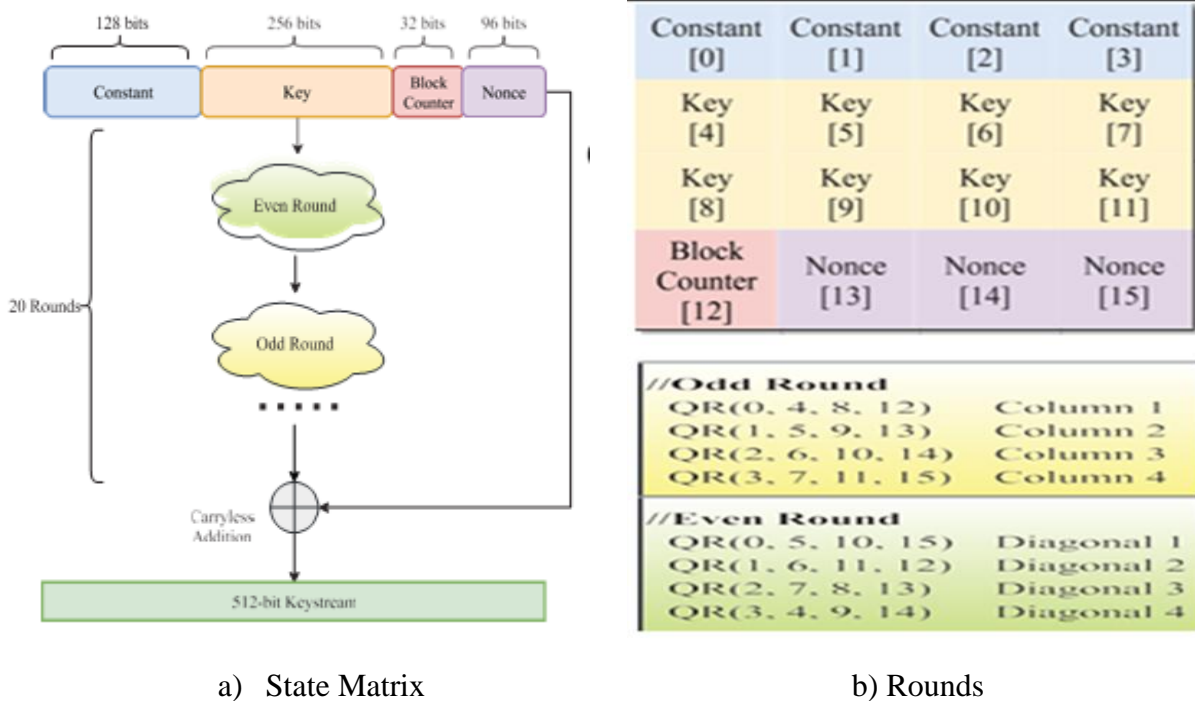 128 bits 256 bits 32 bits 96 bits
Constant Key Block Counter Nonce
Even Round
20 Rounds
Odd Round
.....
Carryless
Addition
512-bit Keystream
a) State Matrix
Constant Constant Constant Constant
[0] [1] [2] [3]
Key Key Key Key
[4] [5] [6] [7]
Key Key Key Key
[8] [9] [10] [11]
Block
Counter Nonce Nonce Nonce
[12] [13] [14] [15]
//Odd Round
QR(0, 4, 8, 12) Column 1
QR(1, 5, 9, 13) Column 2
QR(2, 6, 10, 14) Column 3
QR(3, 7, 11, 15) Column 4
//Even Round
QR(0, 5, 10, 15) Diagonal 1
QR(1, 6, 11, 12) Diagonal 2
QR(2, 7, 8, 13) Diagonal 3
QR(3, 4, 9, 14) Diagonal 4
b) Rounds